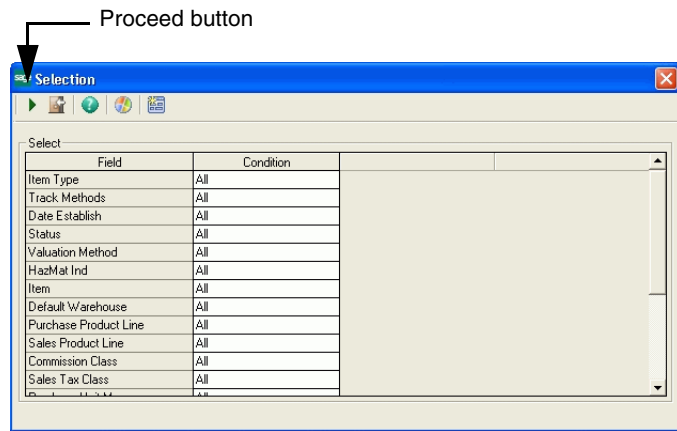 Proceed button
sage Selection
Select
Field Condition
Item Type All
Track Methods All
Date Establish All
Status All
Valuation Method All
HazMat Ind All
Item All
Default Warehouse All
Purchase Product Line All
Sales Product Line All
Commission Class All
Sales Tax Class All